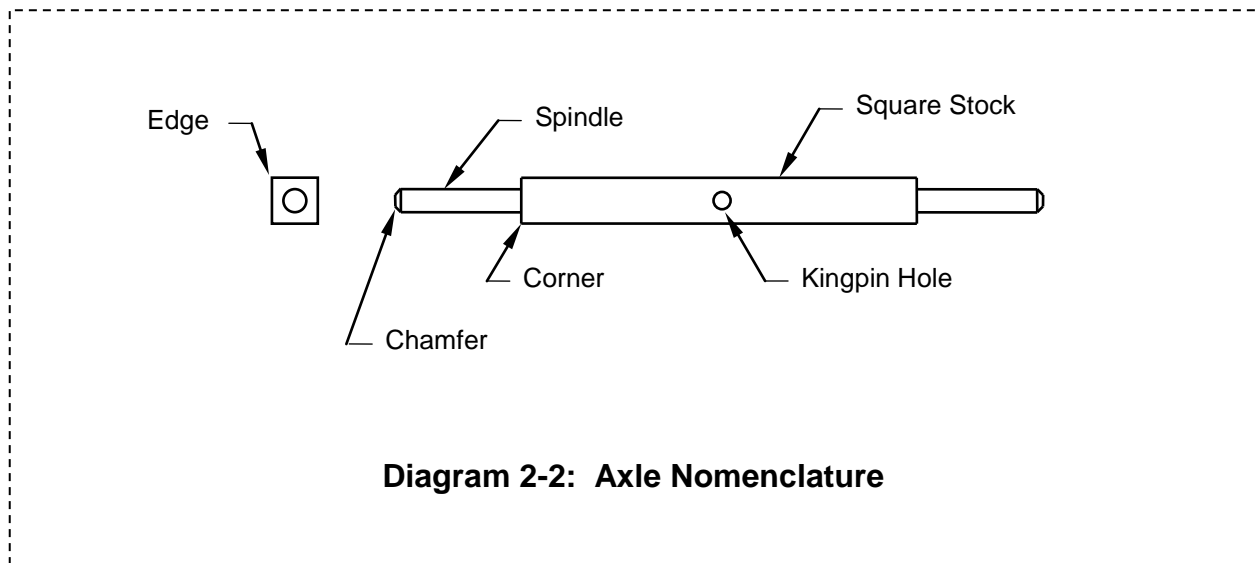 Edge
Spindle
Square Stock
Corner
Kingpin Hole
Chamfer
Diagram 2-2: Axle Nomenclature